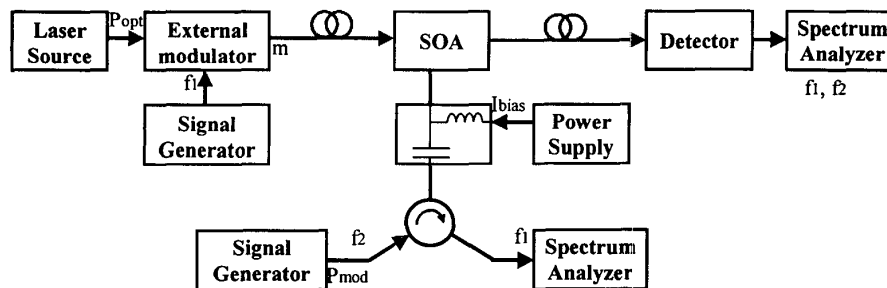 Popt
Laser
Source
External
modulator
m
SOA
Detector
Spectrum
Analyzer
f1
f1, f2
Signal
Generator
Ibias
Power
Supply
f2
f1
Signal
Generator
Pmod
Spectrum
Analyzer